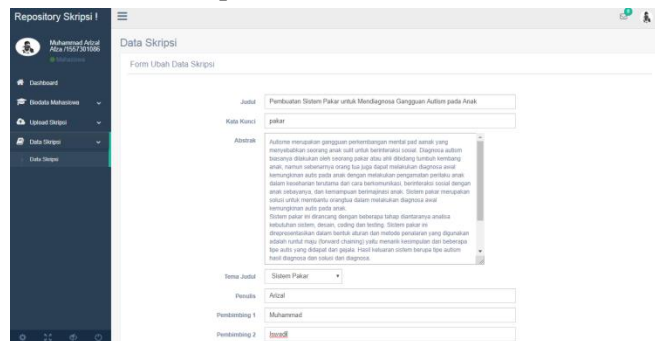 Repository Skripsi !
Muhammad Arizal
Afza /1557301086
Mahasiswa
Dashboard
Biodata Mahasiswa
Upload Skripsi
Data Skripsi
Data Skripsi
Data Skripsi
Form Ubah Data Skripsi
Judul Pembuatan Sistem Pakar untuk Mendiagnosa Gangguan Autism pada Anak
Kata Kunci pakar
Abstrak
Autisme merupakan gangguan perkembangan mental pad aanak yang
menyebabkan seorang anak sulit untuk berinteraksi sosial. Diagnosa autism
biasanya dilakukan oleh seorang pakar atau ahli dibidang tumbuh kembang
anak, namun sebenarnya orang tua juga dapat melakukan diagnosa awal
kemungkinan autis pada anak dengan melakukan pengamatan perilaku anak
dalam keseharian terutama dari cara berkomunikasi, berinteraksi sosial dengan
anak sebayanya, dan kemampuan berimajinasi anak. Sistem pakar merupakan
solusi untuk membantu orangtua dalam melakukan diagnosa awal
kemungkinan autis pada anak.
Sistem pakar ini dirancang dengan beberapa tahap diantaranya analisa
kebutuhan sistem, desain, coding dan testing. Sistem pakar ini
direpresentasikan dalam bentuk aturan dan metode penalaran yang digunakan
adalah runtut maju (forward chaining) yaitu menarik kesimpulan dari beberapa
tipe autis yang didapat dari gejala. Hasil keluaran sistem berupa tipe autism
hasil diagnosa dan solusi dari diagnosa.
Tema Judul Sistem Pakar
Penulis Arizal
Pembimbing 1 Muhammad
Pembimbing 2 Iswadi